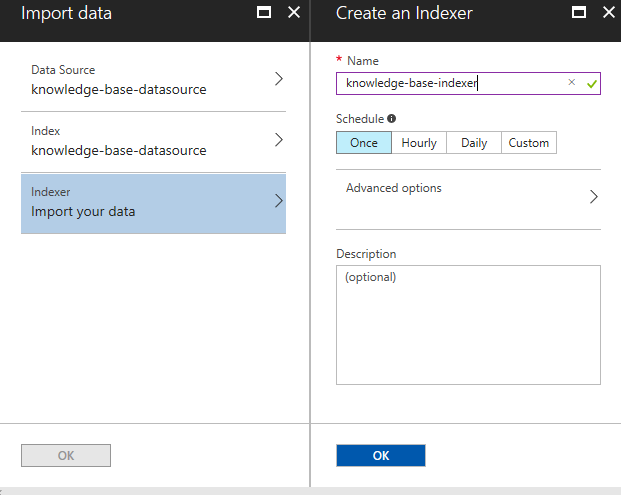 Import data
Data Source
knowledge-base-datasource
Index
knowledge-base-datasource
Indexer
Import your data
OK
Create an Indexer
* Name
knowledge-base-indexer
Schedule
Once Hourly Daily Custom
Advanced options
Description
(optional)
OK